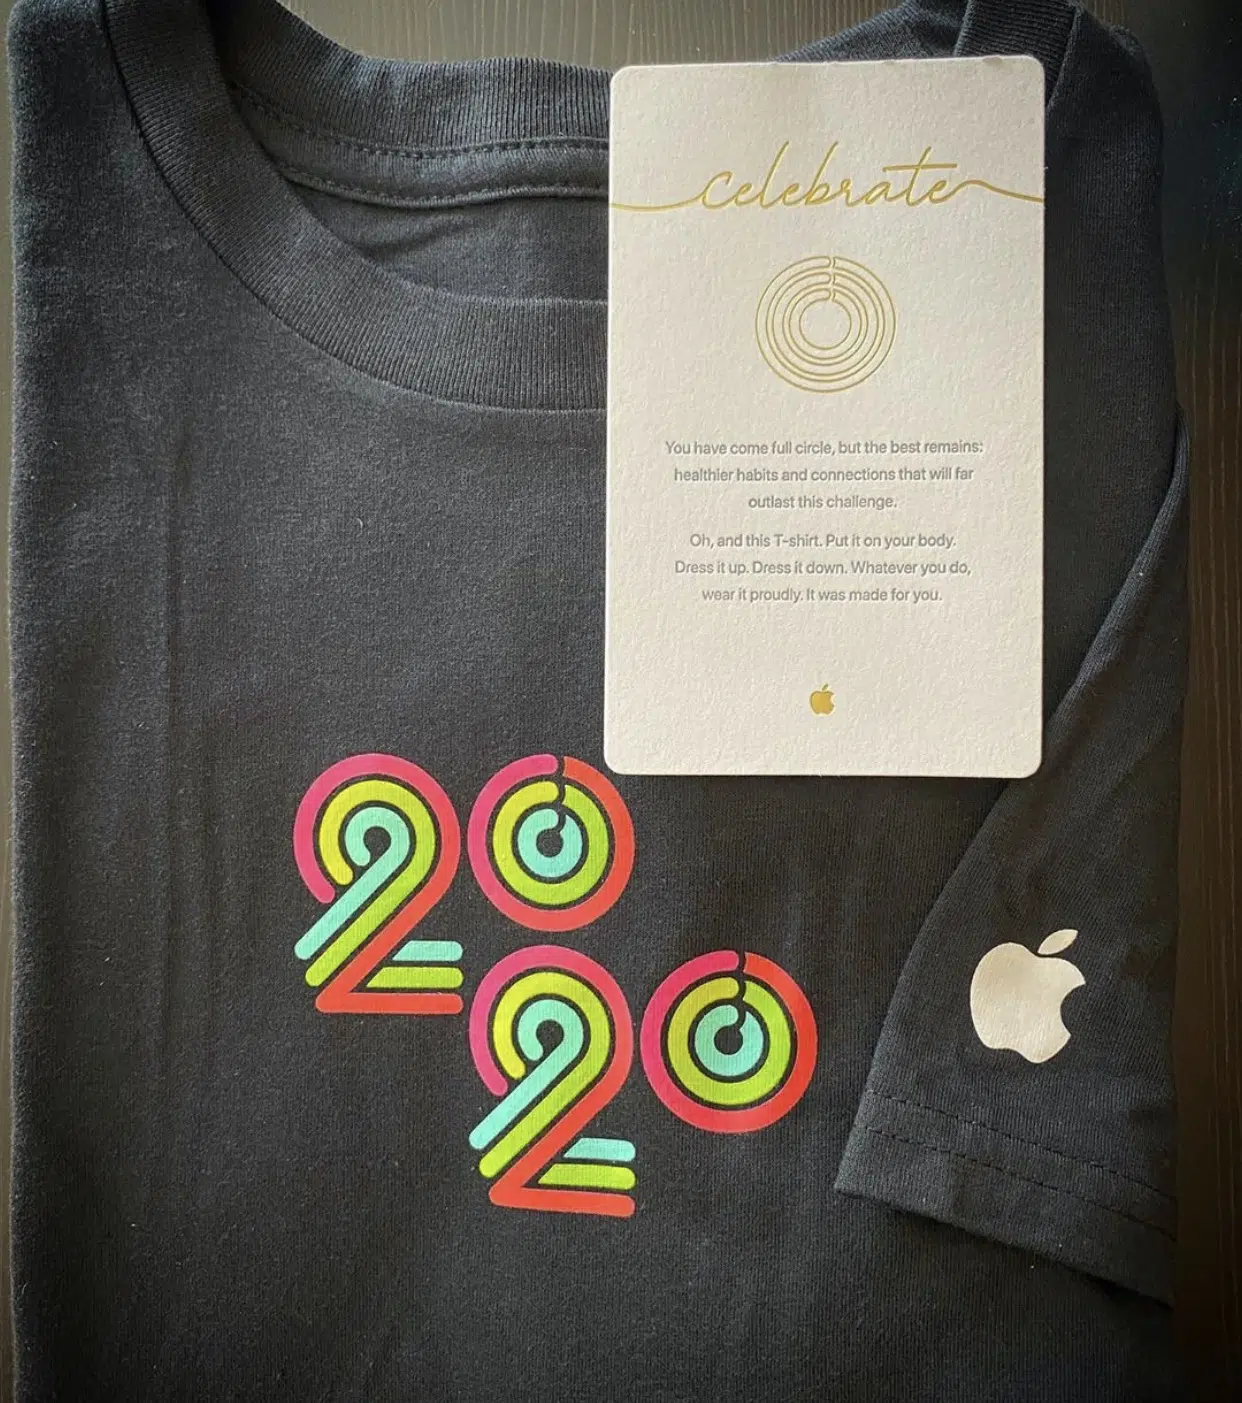 celebrate
You have come full circle, but the best remains:
healthier habits and connections that will far
outlast this challenge.
Oh, and this T-shirt. Put it on your body.
Dress it up. Dress it down. Whatever you do,
wear it proudly. It was made for you.
20
20